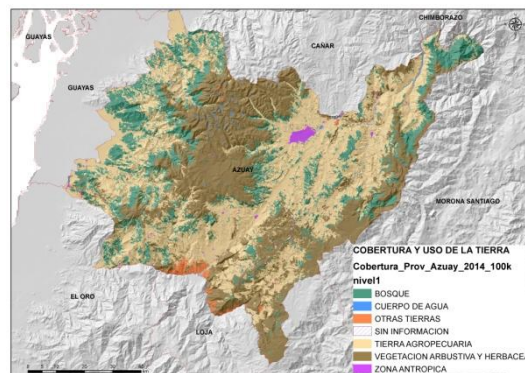 CHIMBORAZO
GUAYAS
CAÑAR
GUAYAS
AZUAY
MORONA SANTIAGO
EL ORO
LOJA
COBERTURA Y USO DE LA TIERRA
Cobertura_Prov_Azuay_2014_100k
nivel1
BOSQUE
CUERPO DE AGUA
OTRAS TIERRAS
SIN INFORMACION
TIERRA AGROPECUARIA
VEGETACION ARBUSTIVA Y HERBACEA
ZONA ANTROPICA